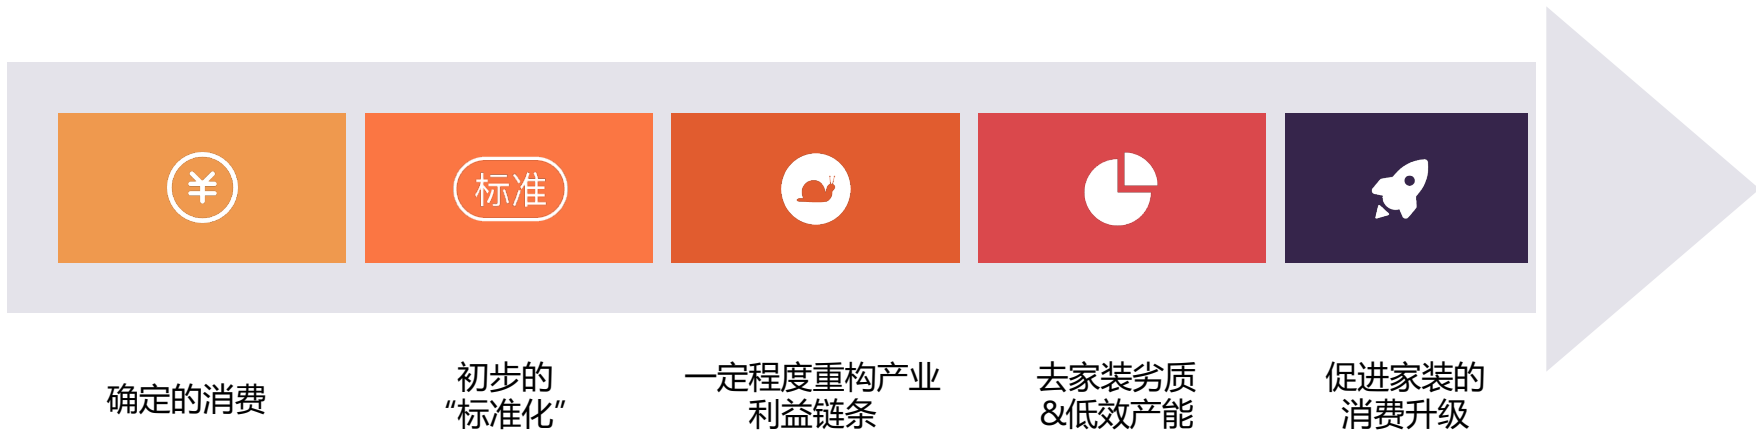 标准
确定的消费
初步的
“标准化”
一定程度重构产业
利益链条
去家装劣质
&低效产能
促进家装的
消费升级